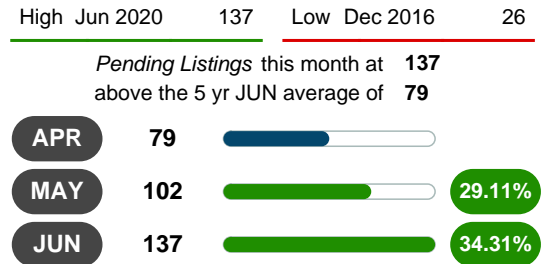 High Jun 2020 137 Low Dec 2016 26
Pending Listings this month at 137
above the 5 yr JUN average of 79
APR 79
MAY 102 29.11%
JUN 137 34.31%